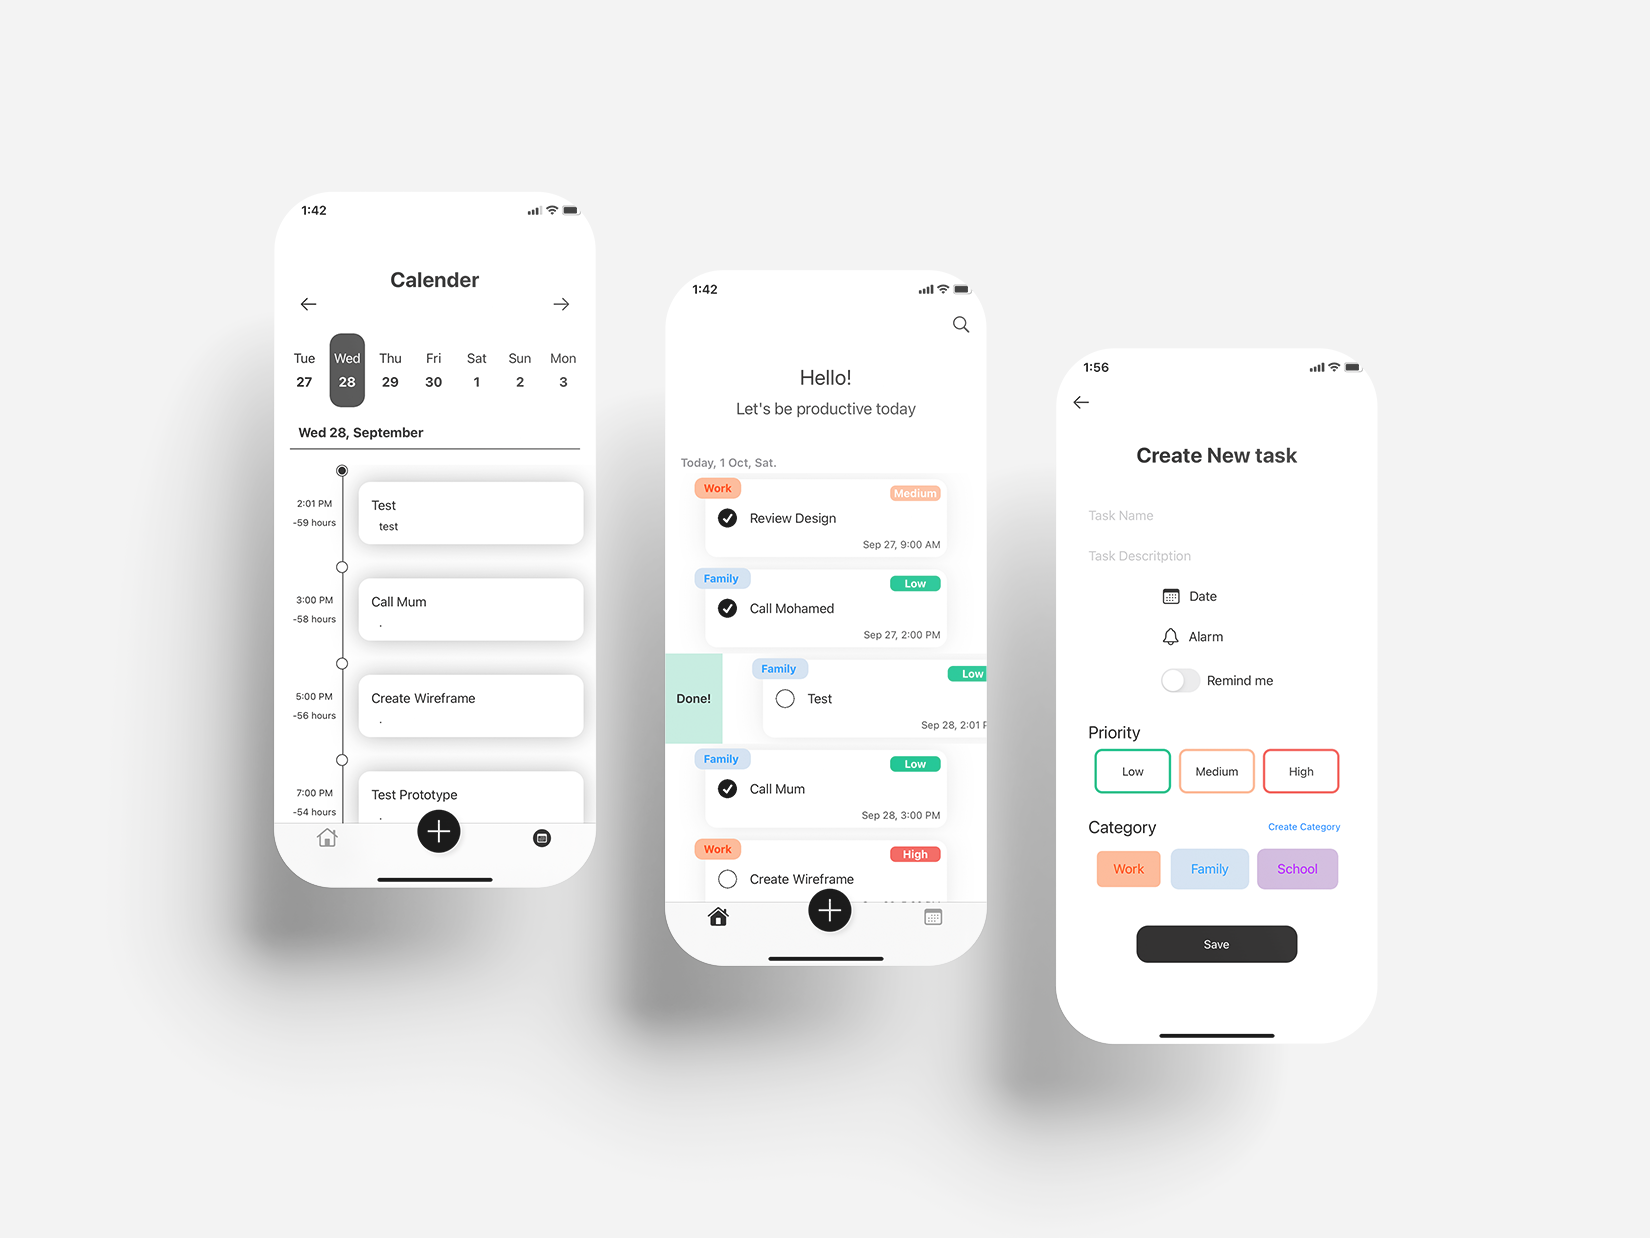 1:42
Calender
Tue Wed Thu Fri Sat Sun Mon
27 28 29 30 1 2 3
Wed 28, September
2:01 PM
-59 hours
Test
test
3:00 PM
-58 hours
Call Mum
.
5:00 PM
-56 hours
Create Wireframe
.
7:00 PM
-54 hours
Test Prototype
.
1:42
Hello!
Let's be productive today
Today, 1 Oct, Sat.
Work
Medium
Review Design
Sep 27, 9:00 AM
Family
Low
Call Mohamed
Sep 27, 2:00 PM
Done!
Family
Low
Test
Sep 28, 2:01 P
Family
Low
Call Mum
Sep 28, 3:00 PM
Work
High
Create Wireframe
1:56
Create New task
Task Name
Task Descritption
Date
Alarm
Remind me
Priority
Low Medium High
Category Create Category
Work Family School
Save